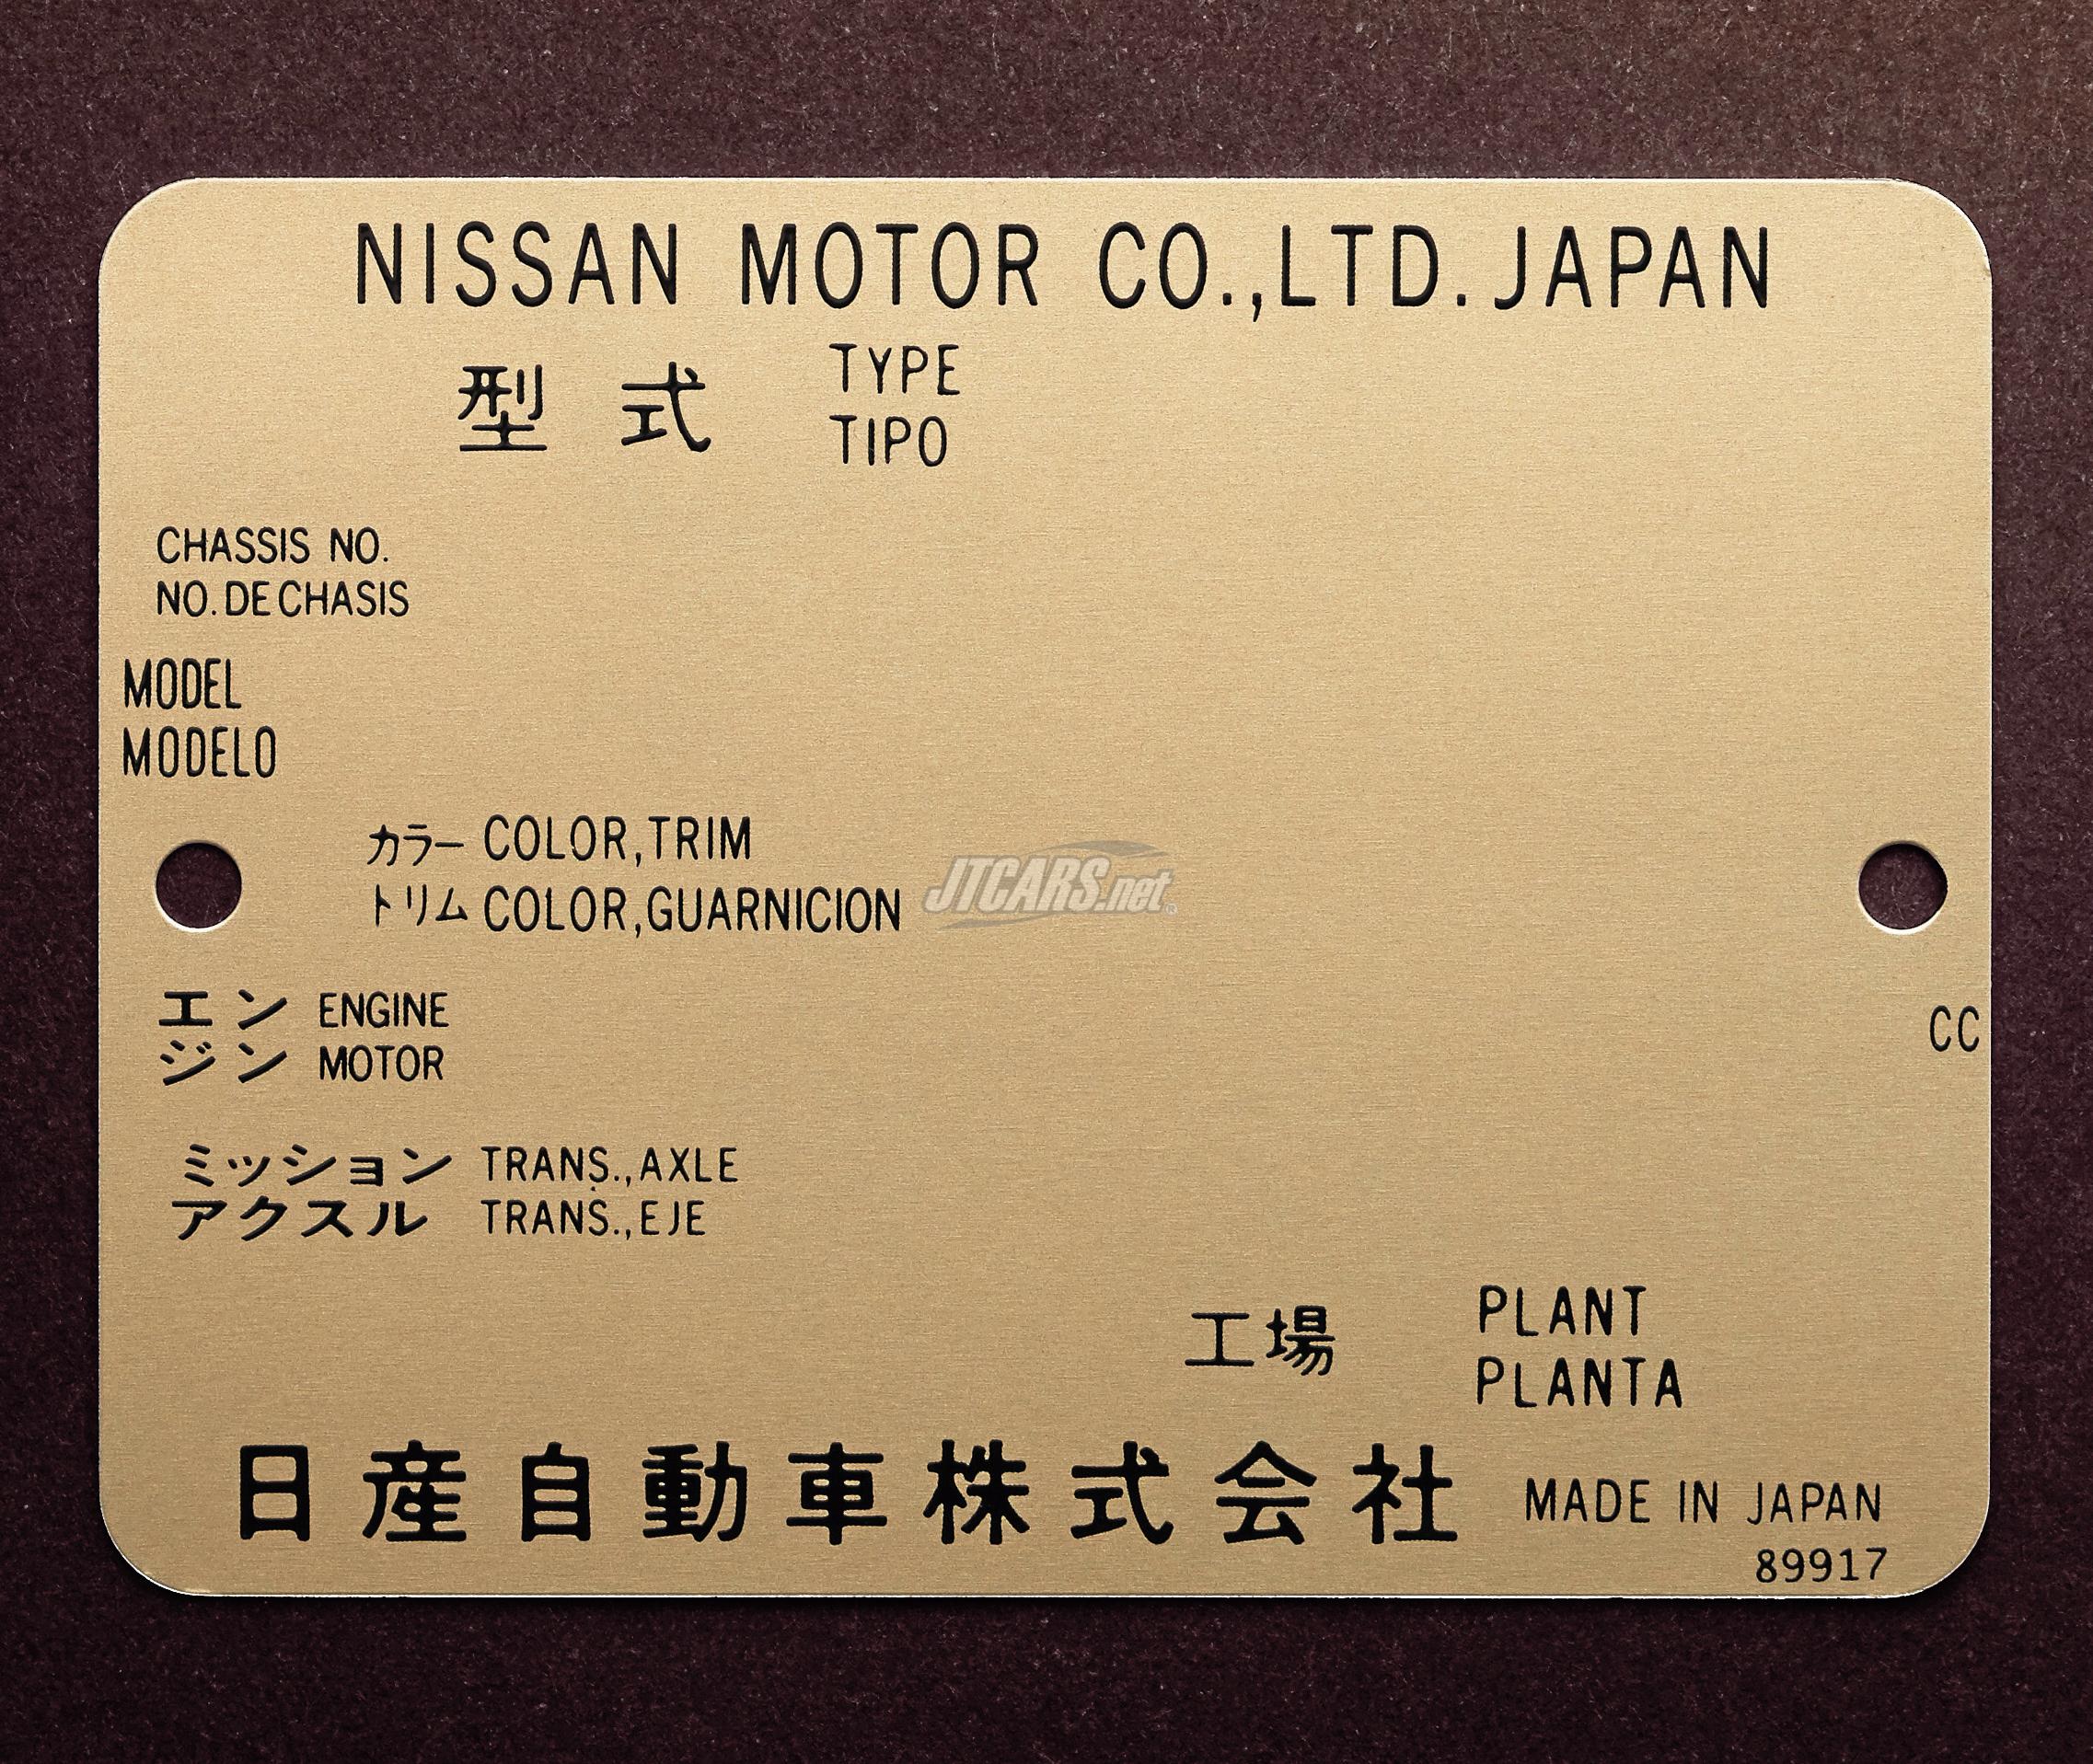 NISSAN MOTOR CO.,LTD. JAPAN
型式 TYPE
TIPO
CHASSIS NO.
NO. DE CHASIS
MODEL
MODELO
カラー COLOR,TRIM
トリム COLOR,GUARNICION
JTCARS.net
エン ENGINE
ジン MOTOR
CC
ミッション TRANS.,AXLE
アクスル TRANS.,EJE
工場 PLANT
PLANTA
日産自動車株式会社 MADE IN JAPAN
89917